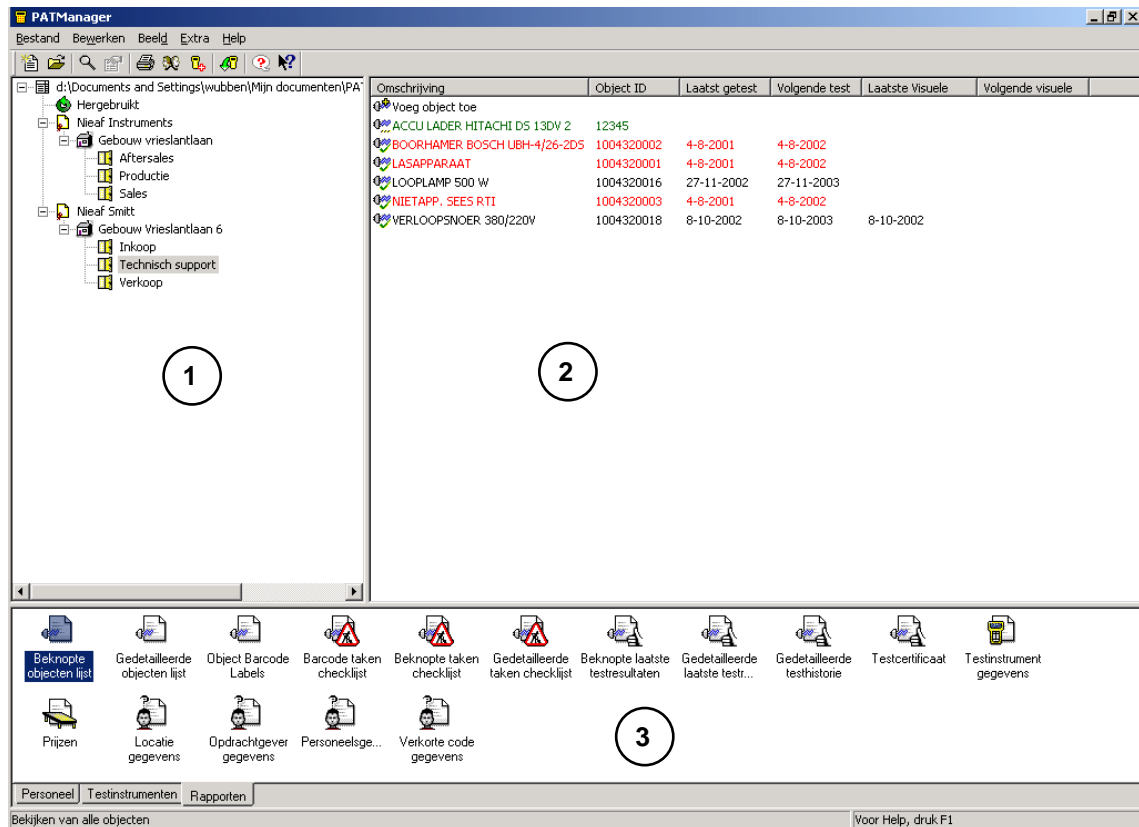 PATManager
Bestand Bewerken Beeld Extra Help
d:\Documents and Settings\wubben\Mijn documenten\PA
Hergebruikt
Nieaf Instruments
Gebouw vrieslantlaan
Aftersales
Productie
Sales
Nieaf Smitt
Gebouw Vrieslantlaan 6
Inkoop
Technisch support
Verkoop
1
Omschrijving Object ID Laatst getest Volgende test Laatste Visuele Volgende visuele
Voeg object toe
ACCU LADER HITACHI DS 13DV 2 12345
BOORHAMER BOSCH UBH-4/26-2DS 1004320002 4-8-2001 4-8-2002
LASAPPARAAT 1004320001 4-8-2001 4-8-2002
LOOPLAMP 500 W 1004320016 27-11-2002 27-11-2003
NIETAPP. SEES RTI 1004320003 4-8-2001 4-8-2002
VERLOOPSNOER 380/220V 1004320018 8-10-2002 8-10-2003 8-10-2002
2
Beknopte objecten lijst
Gedetailleerde objecten lijst
Object Barcode Labels
Barcode taken checklijst
Beknopte taken checklijst
Gedetailleerde taken checklijst
Beknopte laatste testresultaten
Gedetailleerde laatste testr...
Gedetailleerde testhistorie
Testcertificaat
Testinstrument gegevens
Prijzen
Locatie gegevens
Opdrachtgever gegevens
Personeelsge...
Verkorte code gegevens
3
Personeel Testinstrumenten Rapporten
Bekijken van alle objecten Voor Help, druk F1